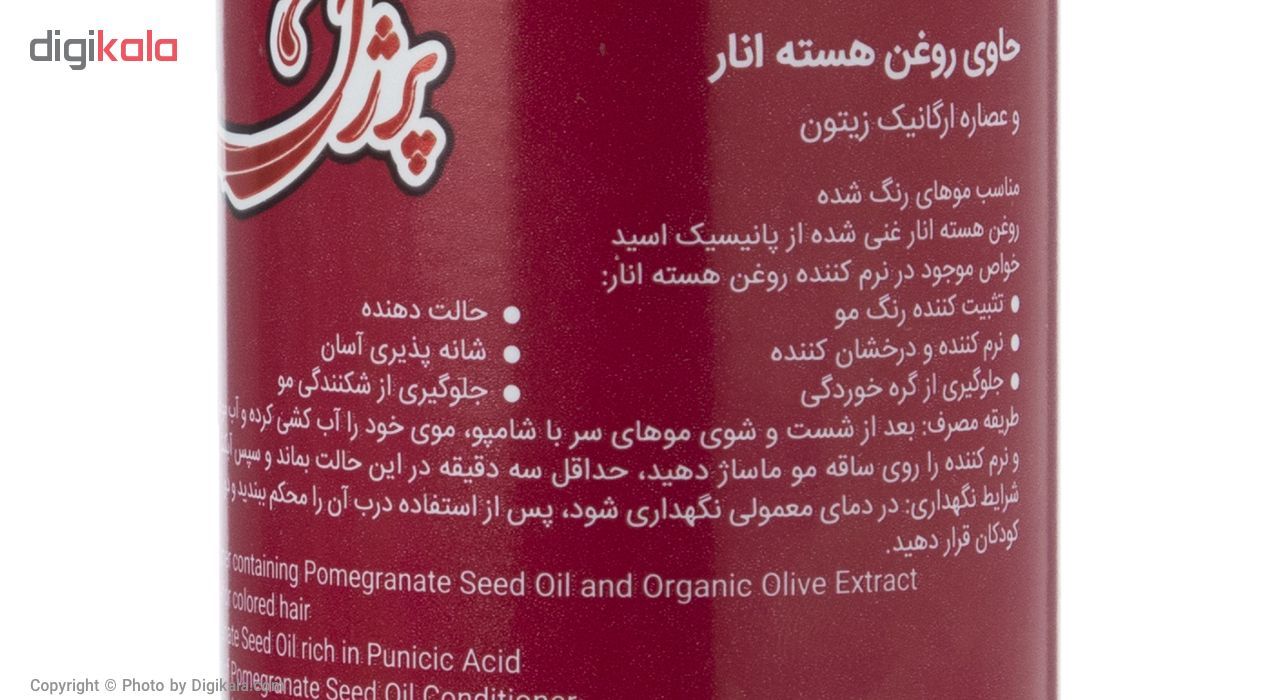 digikala
پرژک
حاوی روغن هسته انار
و عصاره ارگانیک زیتون
مناسب موهای رنگ شده
روغن هسته انار غنی شده از پانیسیک اسید
خواص موجود در نرم کننده روغن هسته انار:
• تثبیت کننده رنگ مو
• نرم کننده و درخشان کننده
• جلوگیری از گره خوردگی
• حالت دهنده
• شانه پذیری آسان
• جلوگیری از شکنندگی مو
طریقه مصرف: بعد از شست و شوی موهای سر با شامپو، موی خود را آب کشی کرده و آب
و نرم کننده را روی ساقه مو ماساژ دهید، حداقل سه دقیقه در این حالت بماند و سپس
شرایط نگهداری: در دمای معمولی نگهداری شود، پس از استفاده درب آن را محکم ببندید و
کودکان قرار دهید.
containing Pomegranate Seed Oil and Organic Olive Extract
colored hair
Seed Oil rich in Punicic Acid
Pomegranate Seed Oil Conditioner
Copyright © Photo by Digikala.com